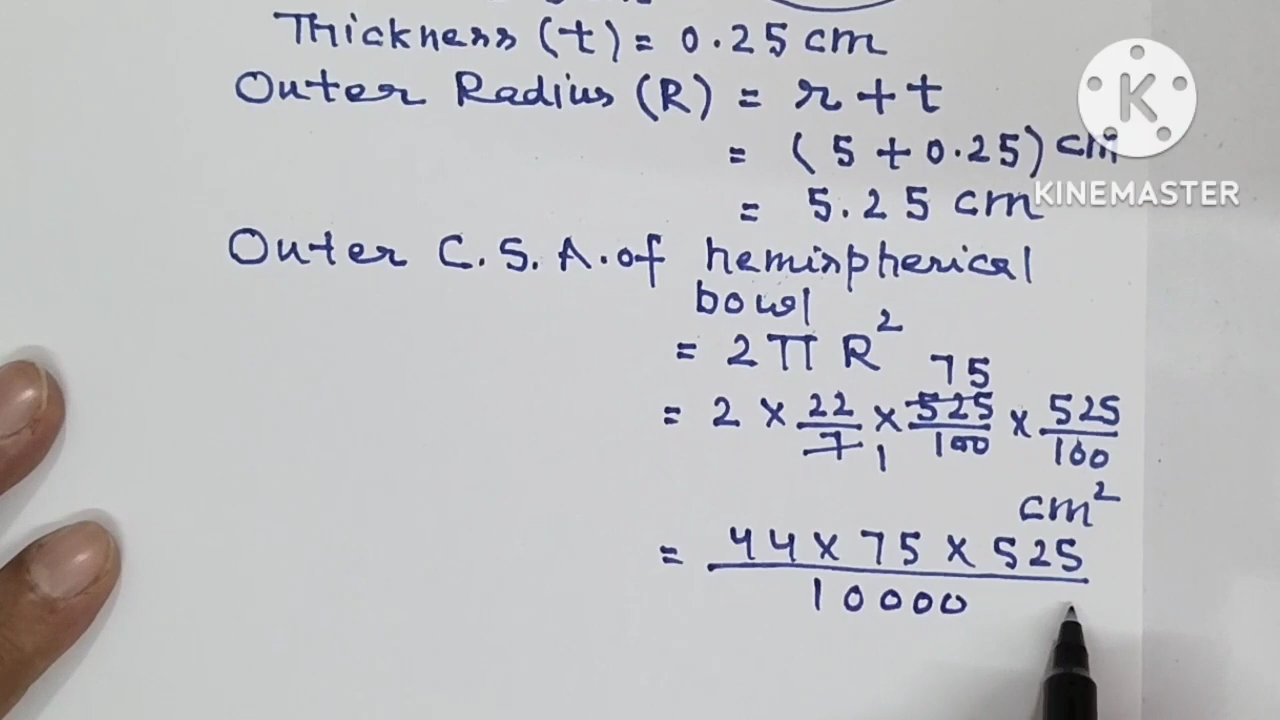 Thickness (t) = 0.25 cm
Outer Radius (R) = r + t
= (5 + 0.25) cm
= 5.25 cm
K
KINEMASTER
Outer C.S.A. of hemispherical
bowl
= 2 π R²
75
= 2 × 22/7 × 525/100 × 525/100
1
cm²
= 44 × 75 × 525
10000